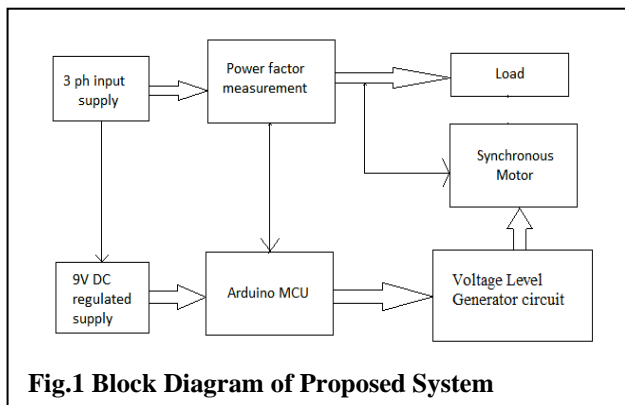 3 ph input
supply
Power factor
measurement
Load
Synchronous
Motor
9V DC
regulated
supply
Arduino MCU
Voltage Level
Generator circuit
Fig.1 Block Diagram of Proposed System